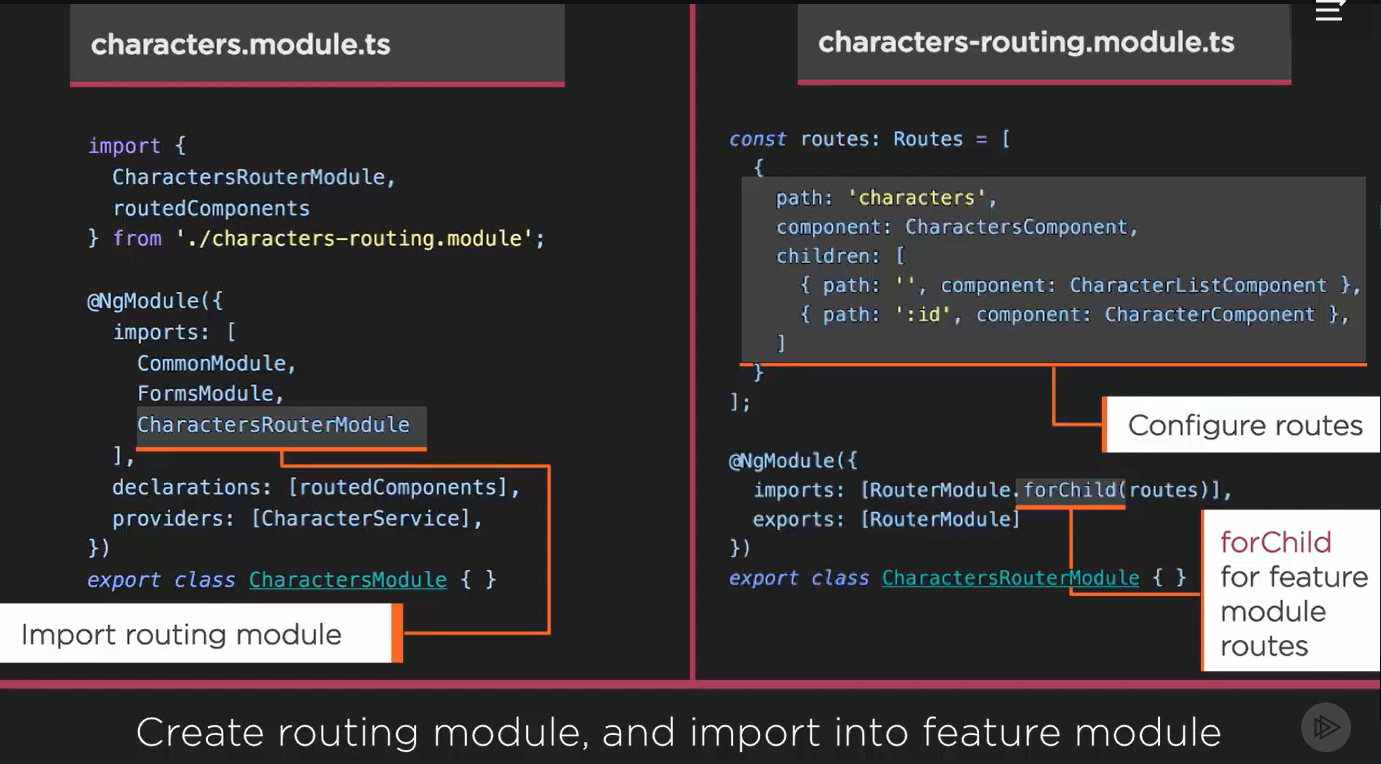 characters.module.ts
import {
CharactersRouterModule,
routedComponents
} from './characters-routing.module';
@NgModule({
imports: [
CommonModule,
FormsModule,
CharactersRouterModule
],
declarations: [routedComponents],
providers: [CharacterService],
})
export class CharactersModule { }
Import routing module
characters-routing.module.ts
const routes: Routes = [
{
path: 'characters',
component: CharactersComponent,
children: [
{ path: '', component: CharacterListComponent },
{ path: ':id', component: CharacterComponent },
]
}
];
Configure routes
@NgModule({
imports: [RouterModule.forChild(routes)],
exports: [RouterModule]
})
export class CharactersRouterModule { }
forChild
for feature
module
routes
Create routing module, and import into feature module